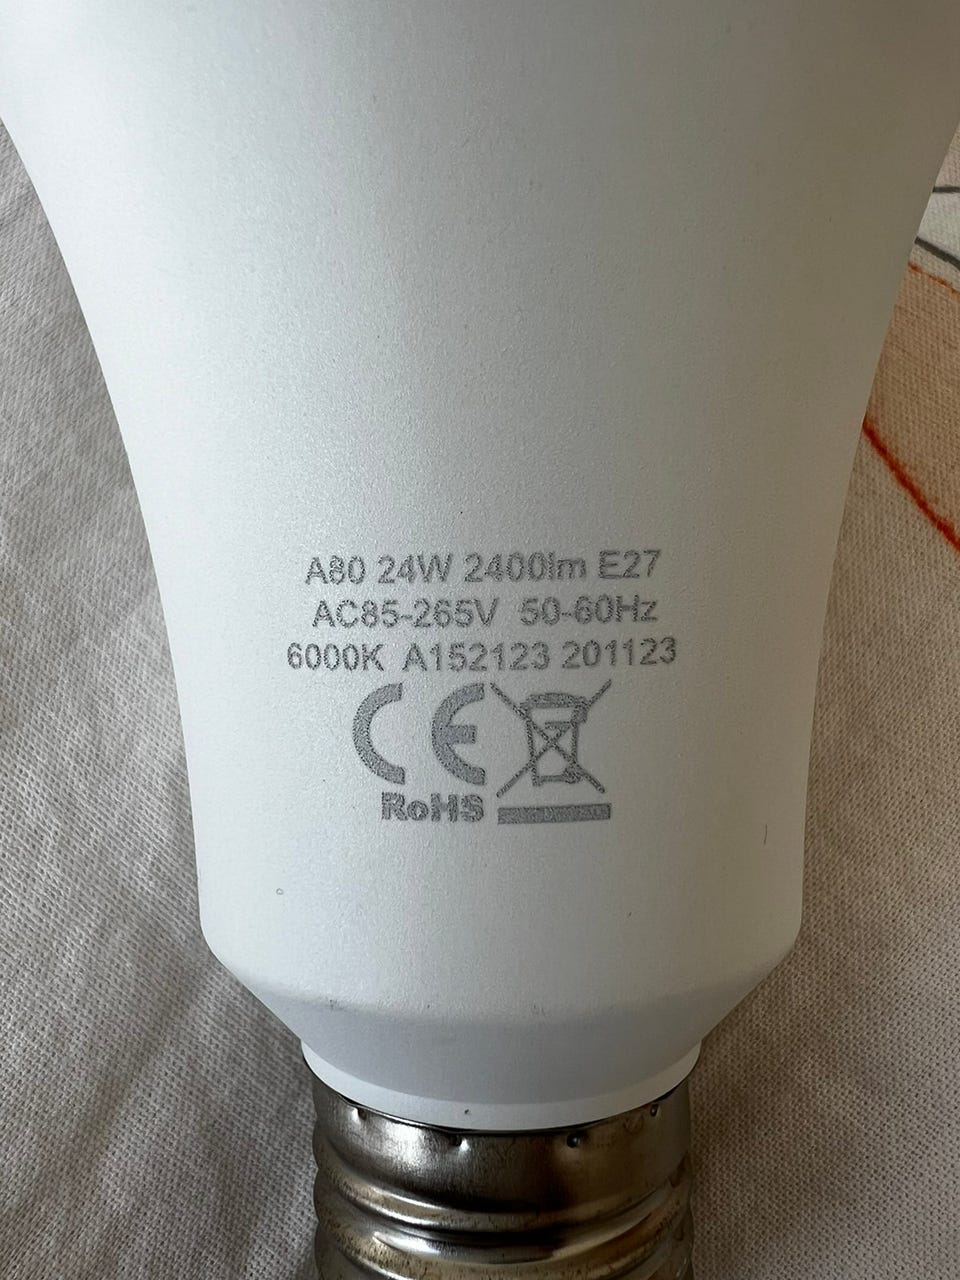 A80 24W 2400lm E27
AC85-265V 50-60Hz
6000K A152123 201123
CE
RoHS